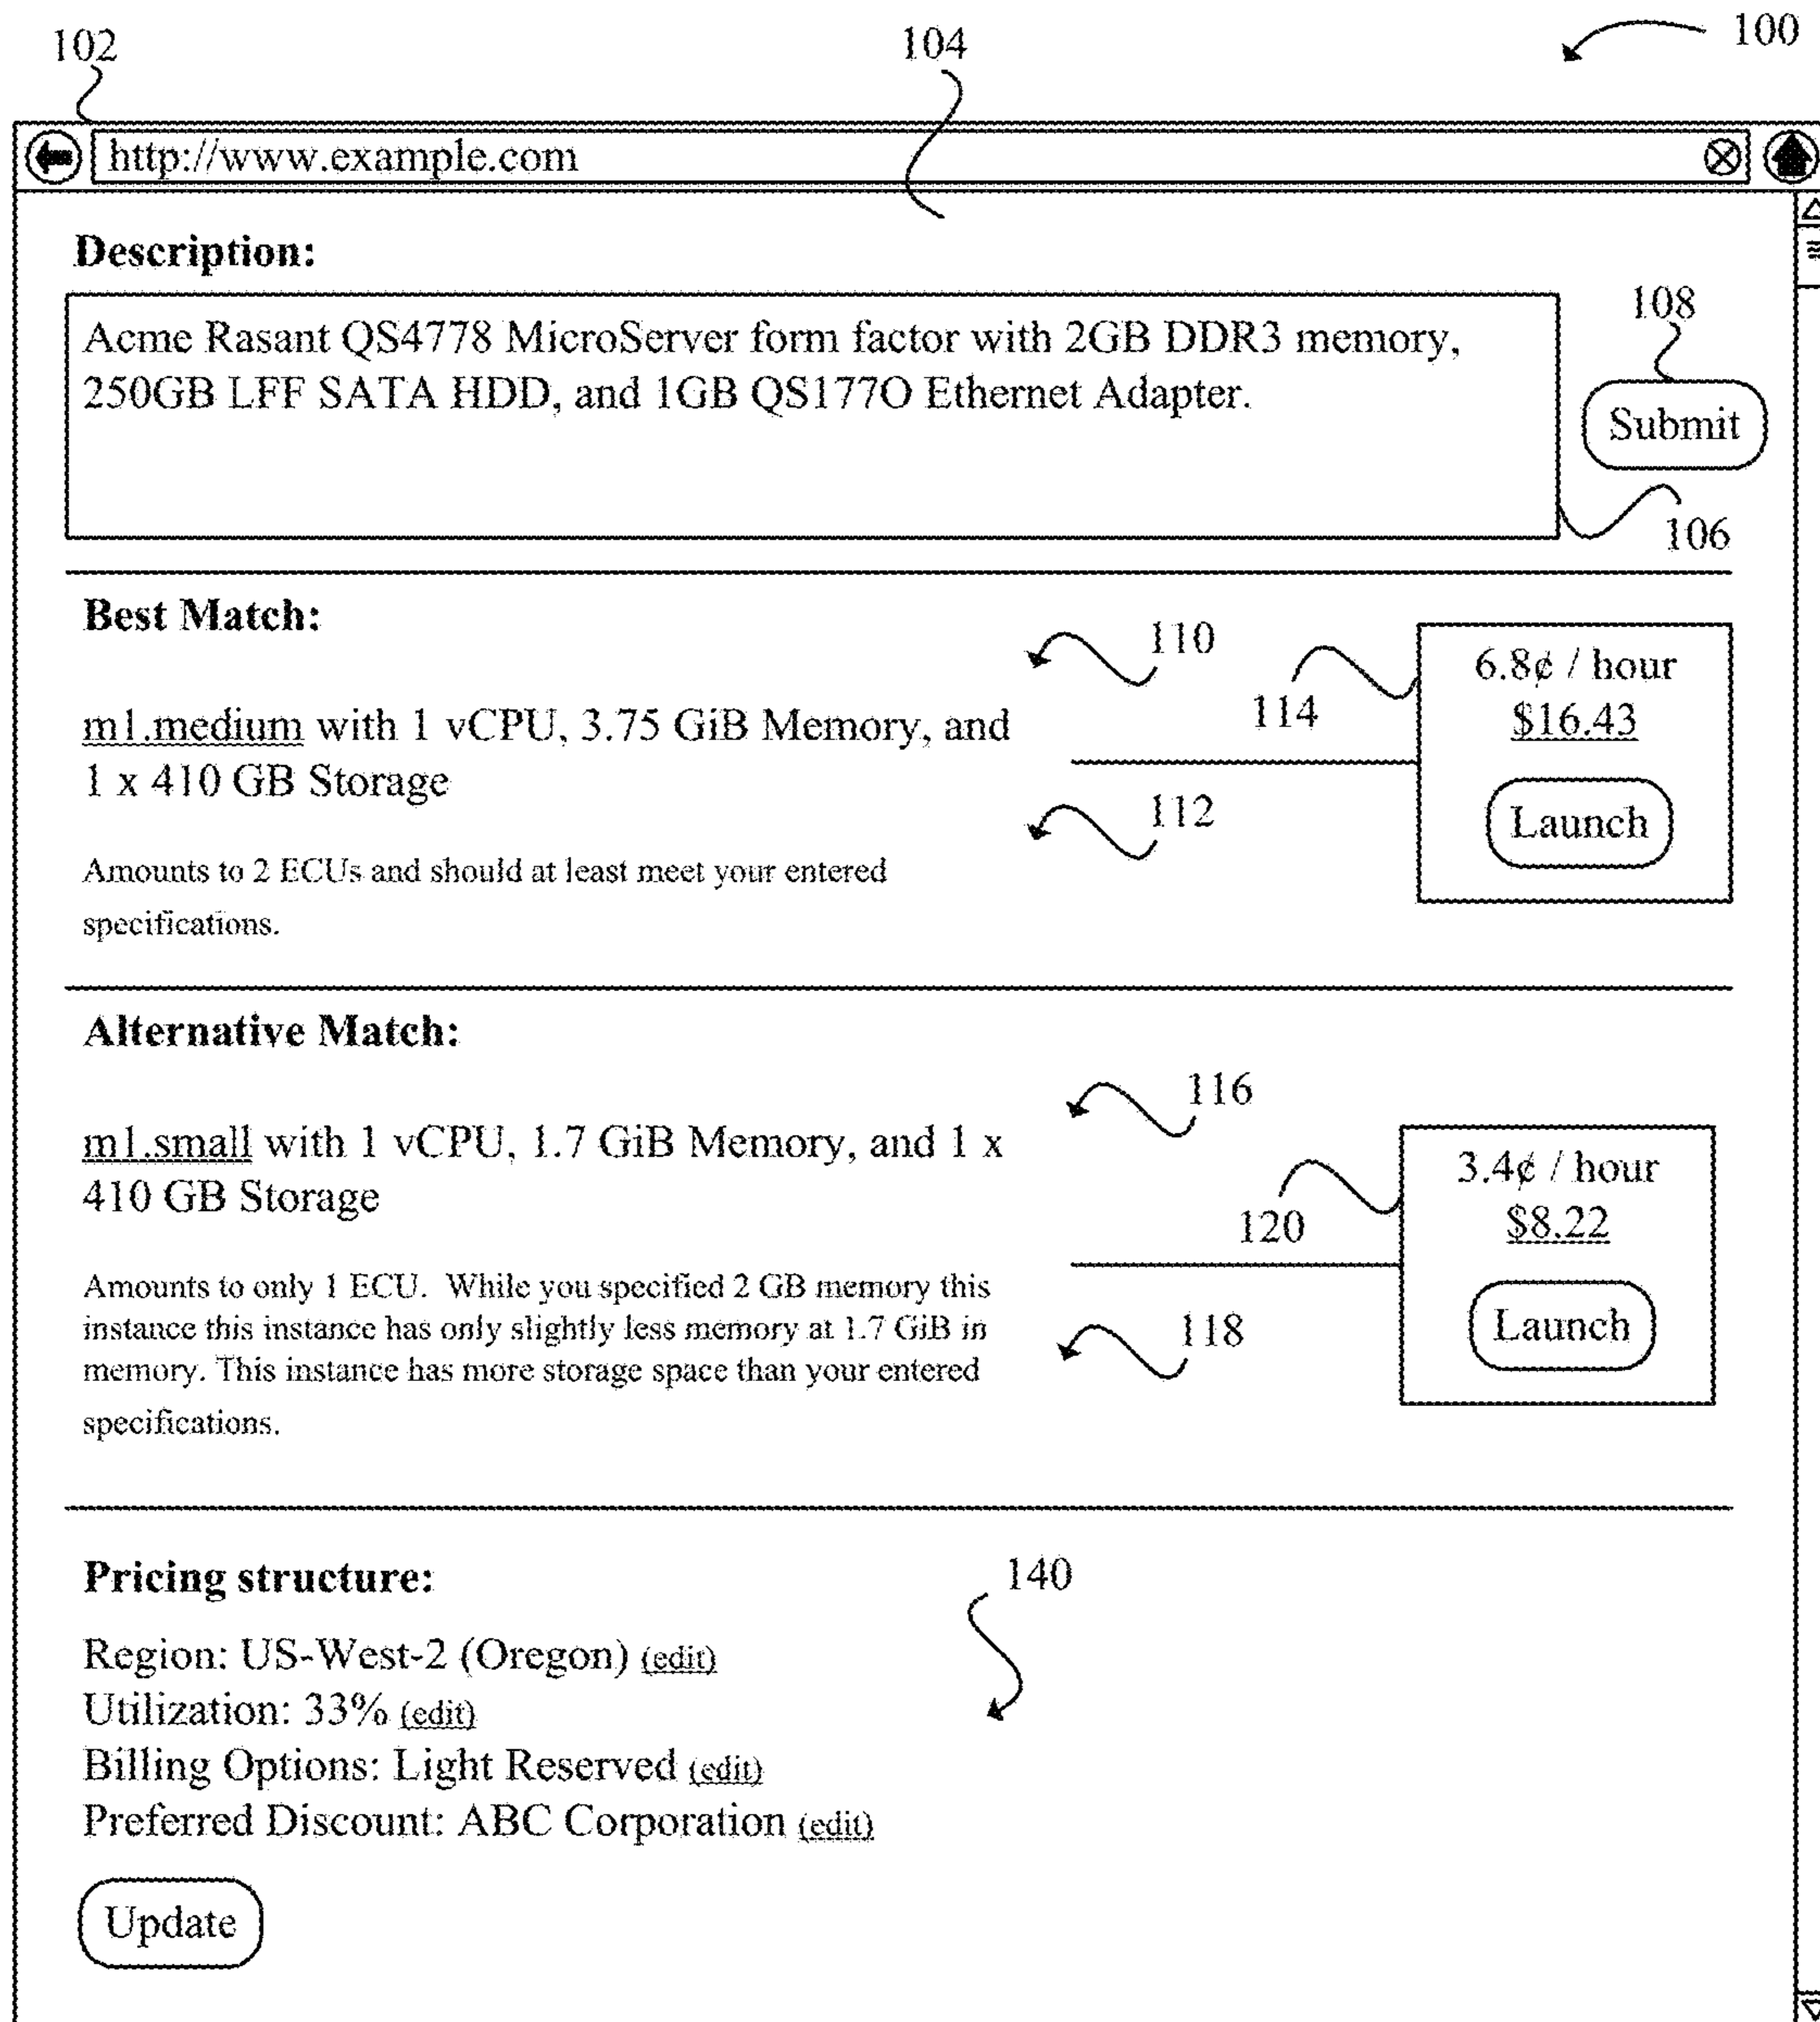 102
104
100
http://www.example.com
Description:
Acme Rasant QS4778 MicroServer form factor with 2GB DDR3 memory,
250GB LFF SATA HDD, and 1GB QS177O Ethernet Adapter.
108
Submit
106
Best Match:
110
m1.medium with 1 vCPU, 3.75 GiB Memory, and
1 x 410 GB Storage
112
Amounts to 2 ECUs and should at least meet your entered
specifications.
114
6.8¢ / hour
$16.43
Launch
Alternative Match:
116
m1.small with 1 vCPU, 1.7 GiB Memory, and 1 x
410 GB Storage
Amounts to only 1 ECU. While you specified 2 GB memory this
instance this instance has only slightly less memory at 1.7 GiB in
memory. This instance has more storage space than your entered
specifications.
118
120
3.4¢ / hour
$8.22
Launch
Pricing structure:
140
Region: US-West-2 (Oregon) (edit)
Utilization: 33% (edit)
Billing Options: Light Reserved (edit)
Preferred Discount: ABC Corporation (edit)
Update